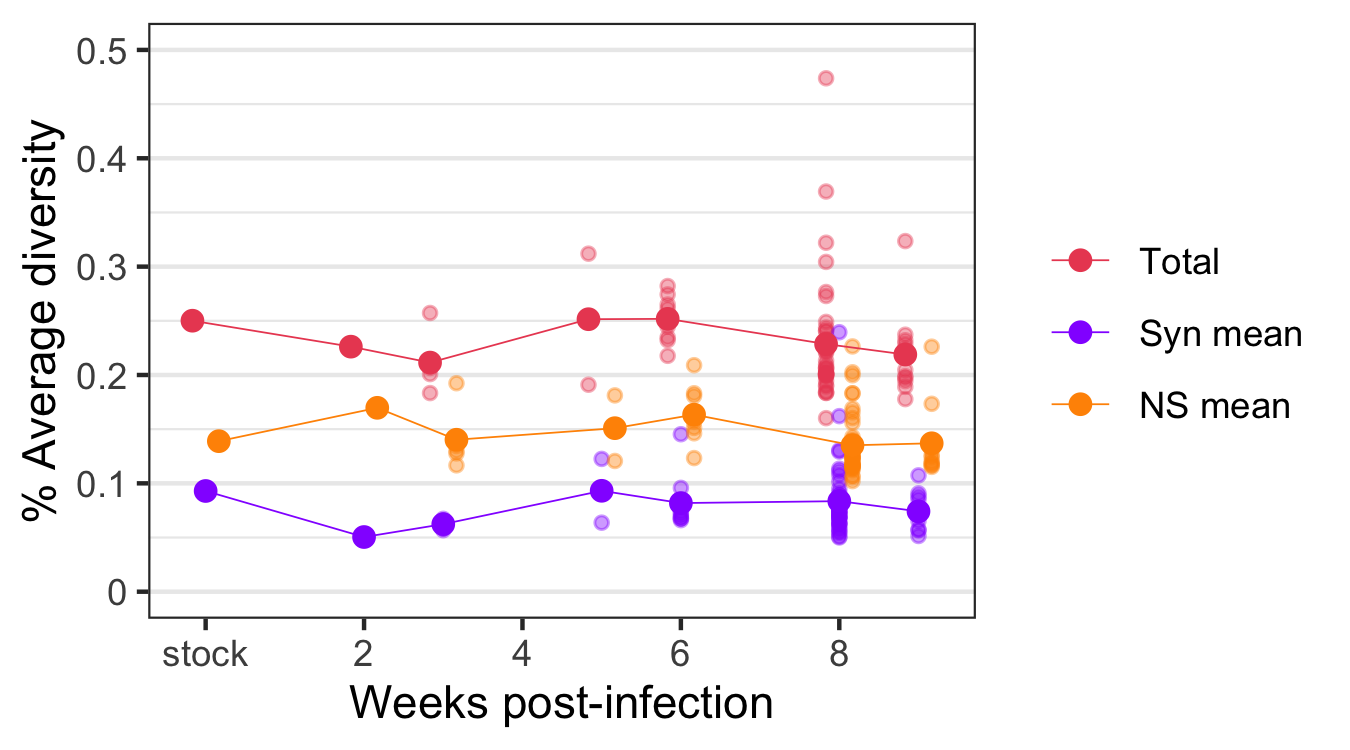 % Average diversity
0.5
0.4
0.3
0.2
0.1
0
stock 2 4 6 8
Weeks post-infection
Total
Syn mean
NS mean